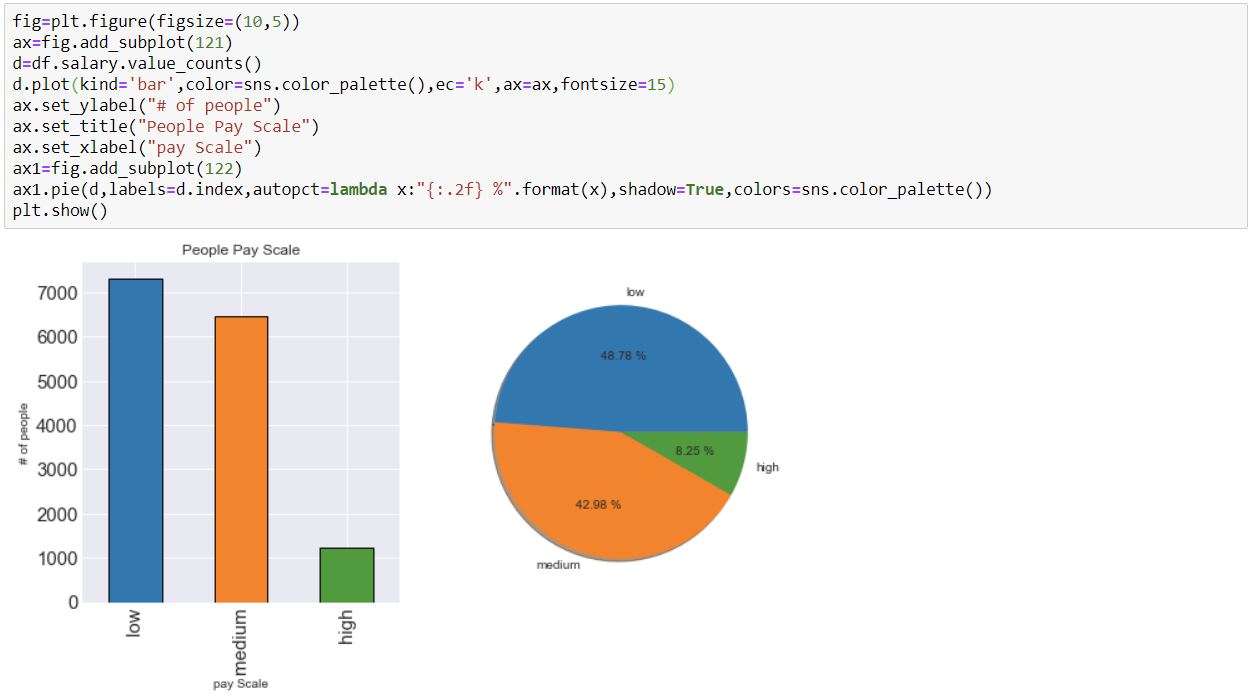 fig=plt.figure(figsize=(10,5))
ax=fig.add_subplot(121)
d=df.salary.value_counts()
d.plot(kind='bar',color=sns.color_palette(),ec='k',ax=ax,fontsize=15)
ax.set_ylabel("# of people")
ax.set_title("People Pay Scale")
ax.set_xlabel("pay Scale")
ax1=fig.add_subplot(122)
ax1.pie(d,labels=d.index,autopct=lambda x:"{:.2f} %".format(x),shadow=True,colors=sns.color_palette())
plt.show()
People Pay Scale
7000
6000
5000
4000
3000
2000
1000
0
# of people
low
medium
high
pay Scale
low
48.78 %
8.25 %
high
42.98 %
medium